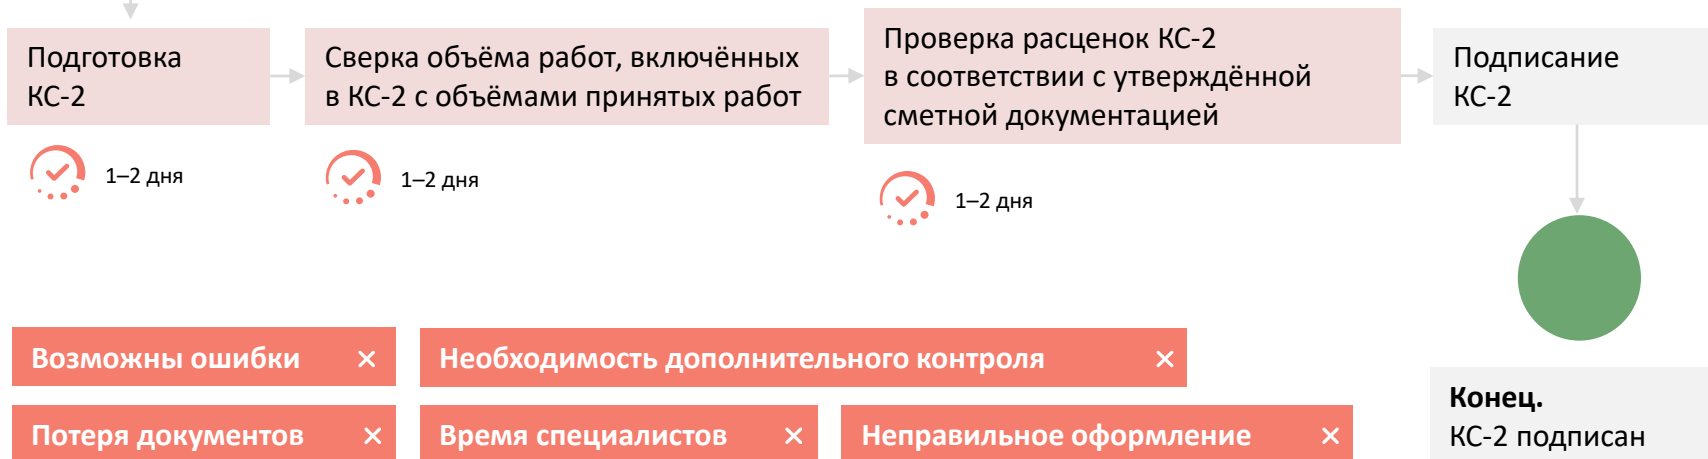 Подготовка
КС-2
Сверка объёма работ, включённых
в КС-2 с объёмами принятых работ
Проверка расценок КС-2
в соответствии с утверждённой
сметной документацией
Подписание
КС-2
1–2 дня
1–2 дня
1–2 дня
Возможны ошибки
Необходимость дополнительного контроля
Потеря документов
Время специалистов
Неправильное оформление
Конец.
КС-2 подписан